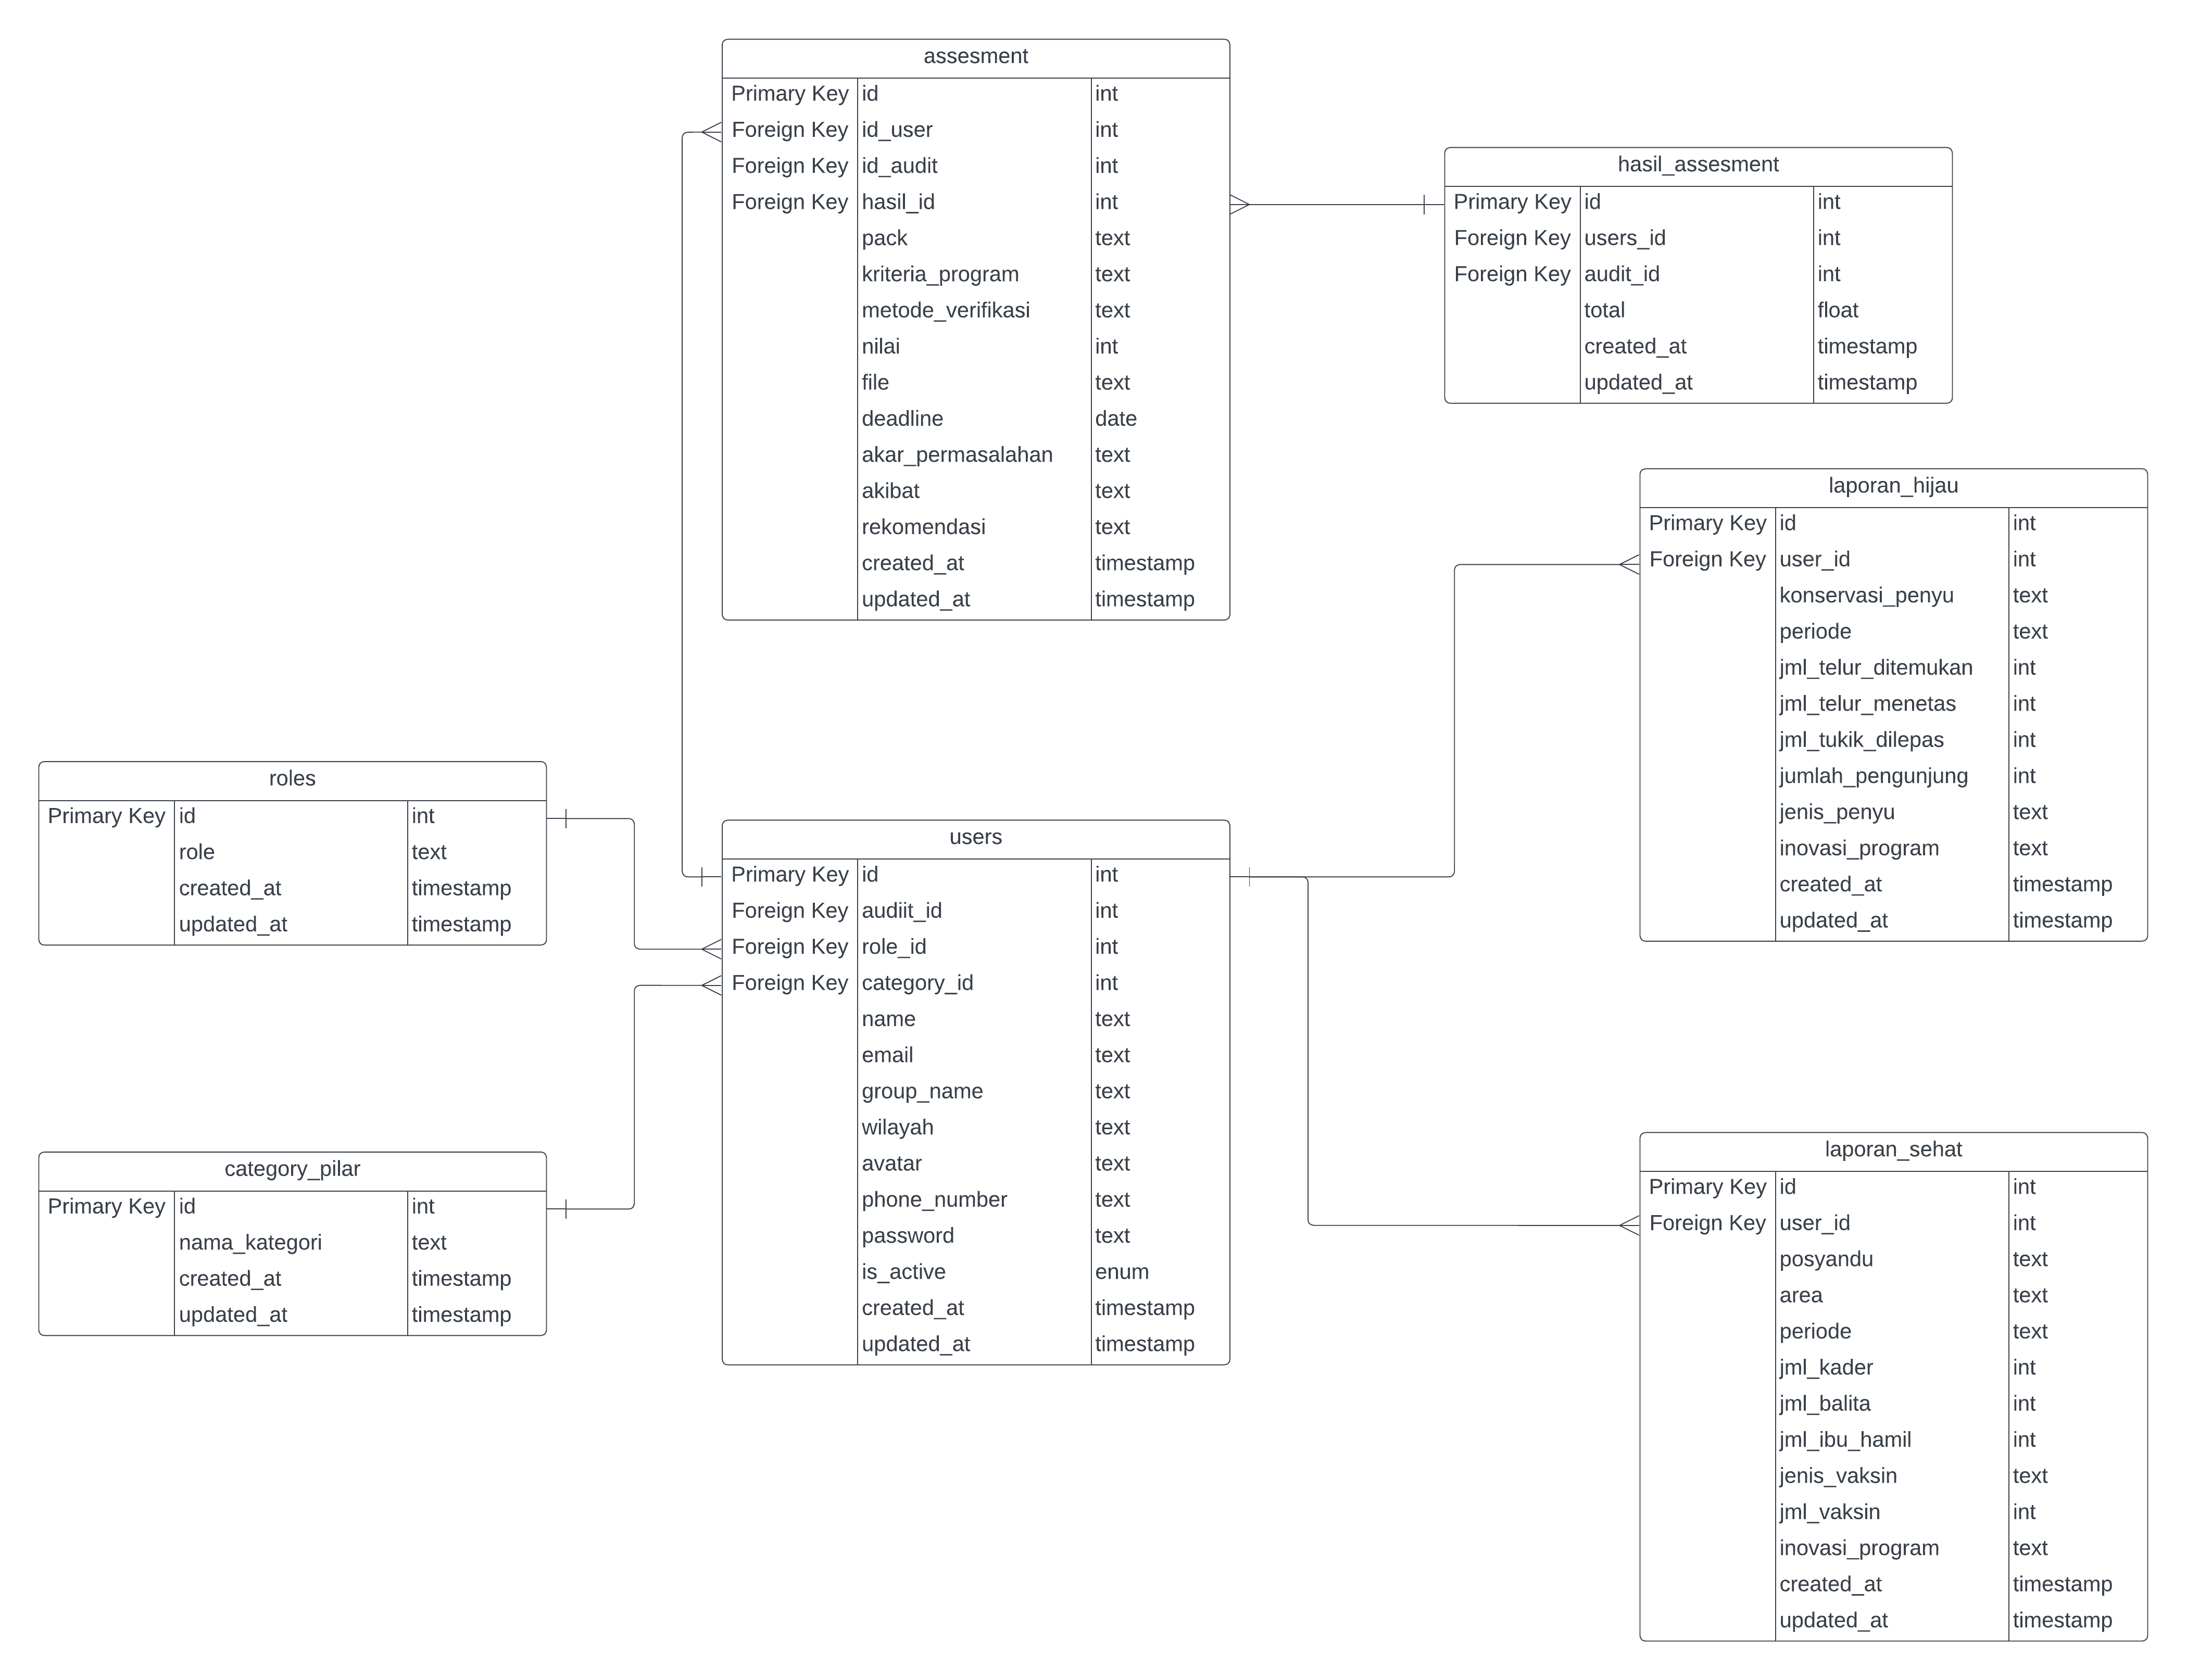 assesment
Primary Key id int
Foreign Key id_user int
Foreign Key id_audit int
Foreign Key hasil_id int
pack text
kriteria_program text
metode_verifikasi text
nilai int
file text
deadline date
akar_permasalahan text
akibat text
rekomendasi text
created_at timestamp
updated_at timestamp
hasil_assesment
Primary Key id int
Foreign Key users_id int
Foreign Key audit_id int
total float
created_at timestamp
updated_at timestamp
laporan_hijau
Primary Key id int
Foreign Key user_id int
konservasi_penyu text
periode text
jml_telur_ditemukan int
jml_telur_menetas int
jml_tukik_dilepas int
jumlah_pengunjung int
jenis_penyu text
inovasi_program text
created_at timestamp
updated_at timestamp
roles
Primary Key id int
role text
created_at timestamp
updated_at timestamp
users
Primary Key id int
Foreign Key audiit_id int
Foreign Key role_id int
Foreign Key category_id int
name text
email text
group_name text
wilayah text
avatar text
phone_number text
password text
is_active enum
created_at timestamp
updated_at timestamp
category_pilar
Primary Key id int
nama_kategori text
created_at timestamp
updated_at timestamp
laporan_sehat
Primary Key id int
Foreign Key user_id int
posyandu text
area text
periode text
jml_kader int
jml_balita int
jml_ibu_hamil int
jenis_vaksin text
jml_vaksin int
inovasi_program text
created_at timestamp
updated_at timestamp